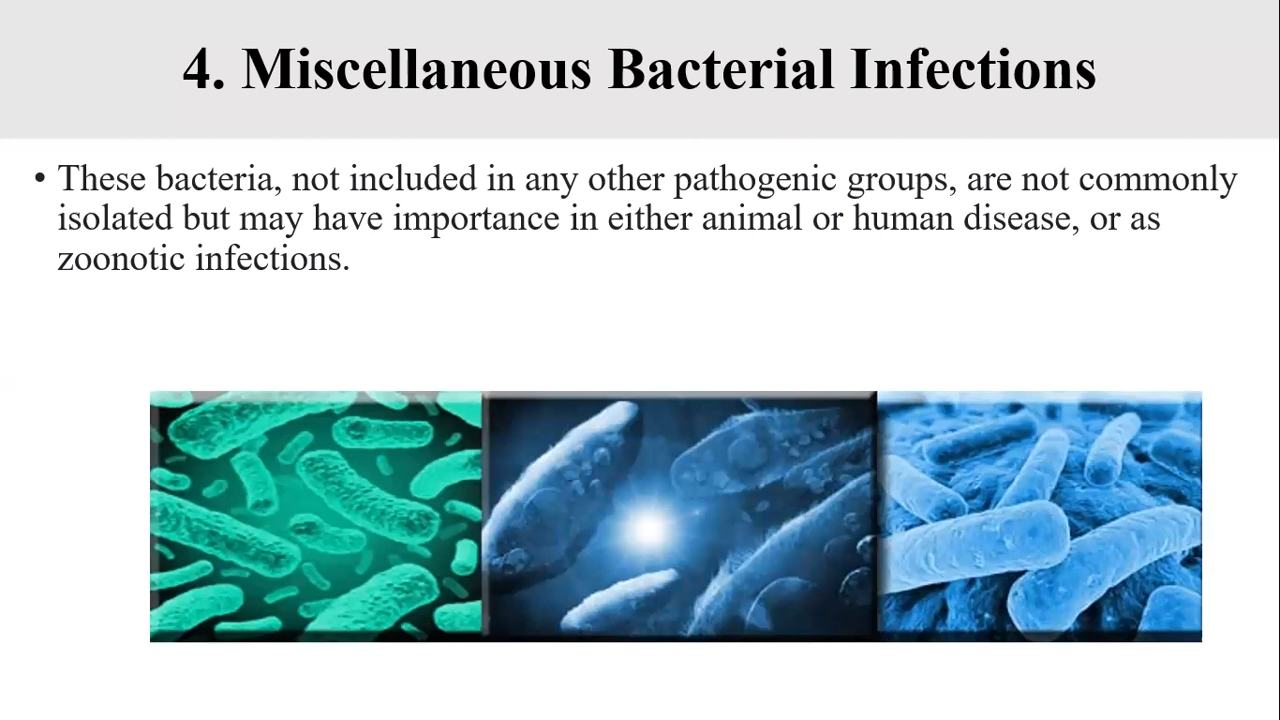 4. Miscellaneous Bacterial Infections
• These bacteria, not included in any other pathogenic groups, are not commonly
isolated but may have importance in either animal or human disease, or as
zoonotic infections.